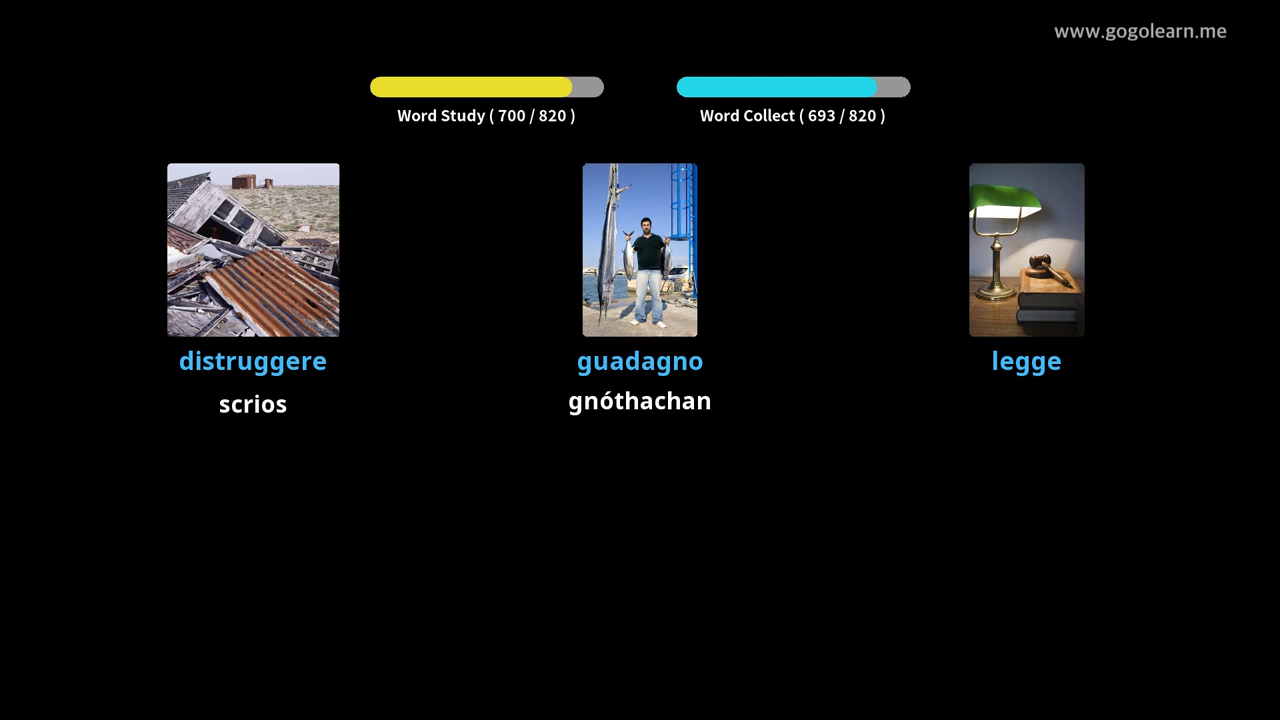 www.gogolearn.me
Word Study ( 700 / 820 )
Word Collect ( 693 / 820 )
distruggere
scrios
guadagno
gnóthachan
legge